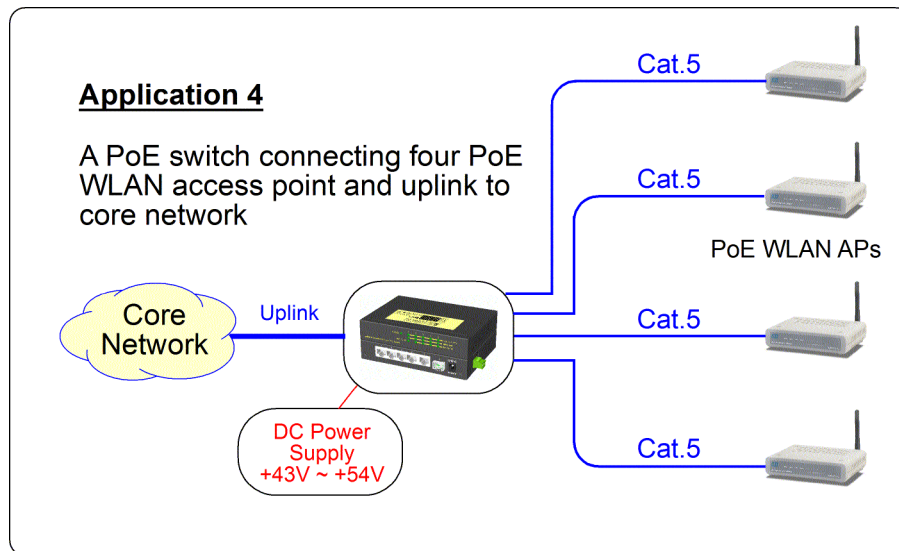 Application 4
A PoE switch connecting four PoE
WLAN access point and uplink to
core network
Cat.5
Cat.5
PoE WLAN APs
Cat.5
Cat.5
Core
Network
Uplink
DC Power
Supply
+43V ~ +54V